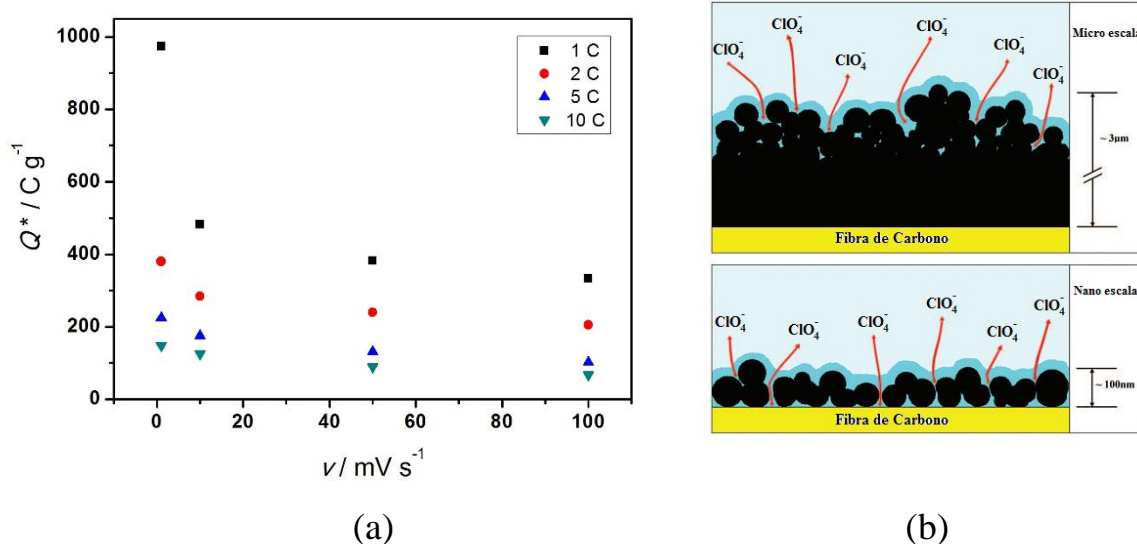 1000
800
600
400
200
0
Q* / C g⁻¹
0 20 40 60 80 100
v / mV s⁻¹
1 C
2 C
5 C
10 C
(a)
ClO₄⁻ ClO₄⁻ ClO₄⁻ ClO₄⁻ ClO₄⁻ ClO₄⁻
Micro escala
~ 3µm
Fibra de Carbono
ClO₄⁻ ClO₄⁻ ClO₄⁻ ClO₄⁻ ClO₄⁻ ClO₄⁻
Nano escala
~ 100nm
Fibra de Carbono
(b)